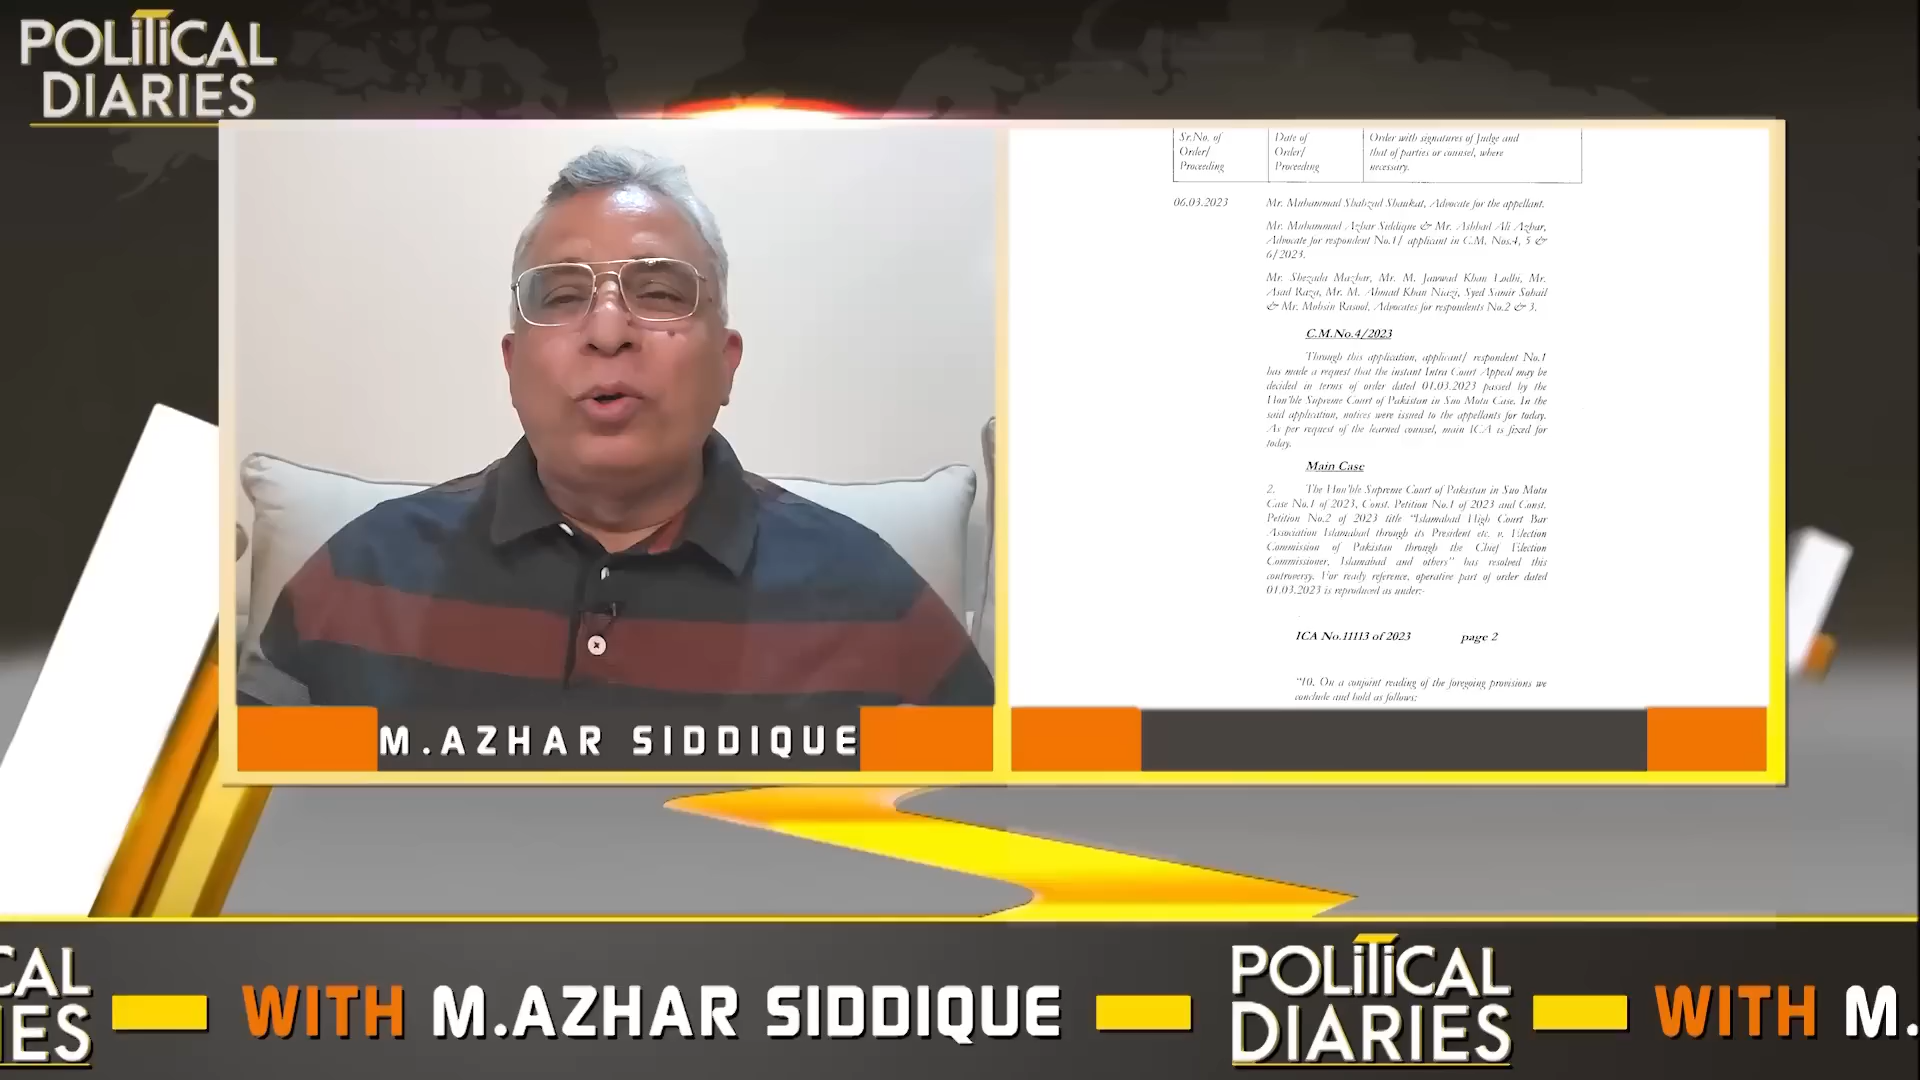 POLITICAL
DIARIES
Sr.No. of
Order/
Proceeding
Date of
Order/
Proceeding
Order with signatures of Judge and
that of parties or counsel, where
necessary.
06.03.2023
Mr. Muhammad Shahzad Shaukat, Advocate for the appellant.
Mr. Muhammad Azhar Siddique & Mr. Ashhad Ali Azhar,
Advocate for respondent No.1/ applicant in C.M. Nos.4, 5 &
6/2023.
Mr. Shezada Mazhar, Mr. M. Jawwad Khan Lodhi, Mr.
Asad Raza, Mr. M. Ahmad Khan Niazi, Syed Samir Sohail
& Mr. Mohsin Rasool, Advocates for respondents No.2 & 3.
C.M.No.4/2023
Through this application, applicant/ respondent No.1
has made a request that the instant Intra Court Appeal may be
decided in terms of order dated 01.03.2023 passed by the
Hon'ble Supreme Court of Pakistan in Suo Motu Case. In the
said application, notices were issued to the appellants for today.
As per request of the learned counsel, main ICA is fixed for
today.
Main Case
2. The Hon'ble Supreme Court of Pakistan in Suo Motu
Case No.1 of 2023, Const. Petition No.1 of 2023 and Const.
Petition No.2 of 2023 title "Islamabad High Court Bar
Association Islamabad through its President etc. v. Election
Commission of Pakistan through the Chief Election
Commissioner, Islamabad and others" has resolved this
controversy. For ready reference, operative part of order dated
01.03.2023 is reproduced as under:-
ICA No.11113 of 2023 page 2
"10. On a conjoint reading of the foregoing provisions we
conclude and hold as follows:
M.AZHAR SIDDIQUE
CAL
IES
WITH M.AZHAR SIDDIQUE
POLITICAL
DIARIES
WITH M.